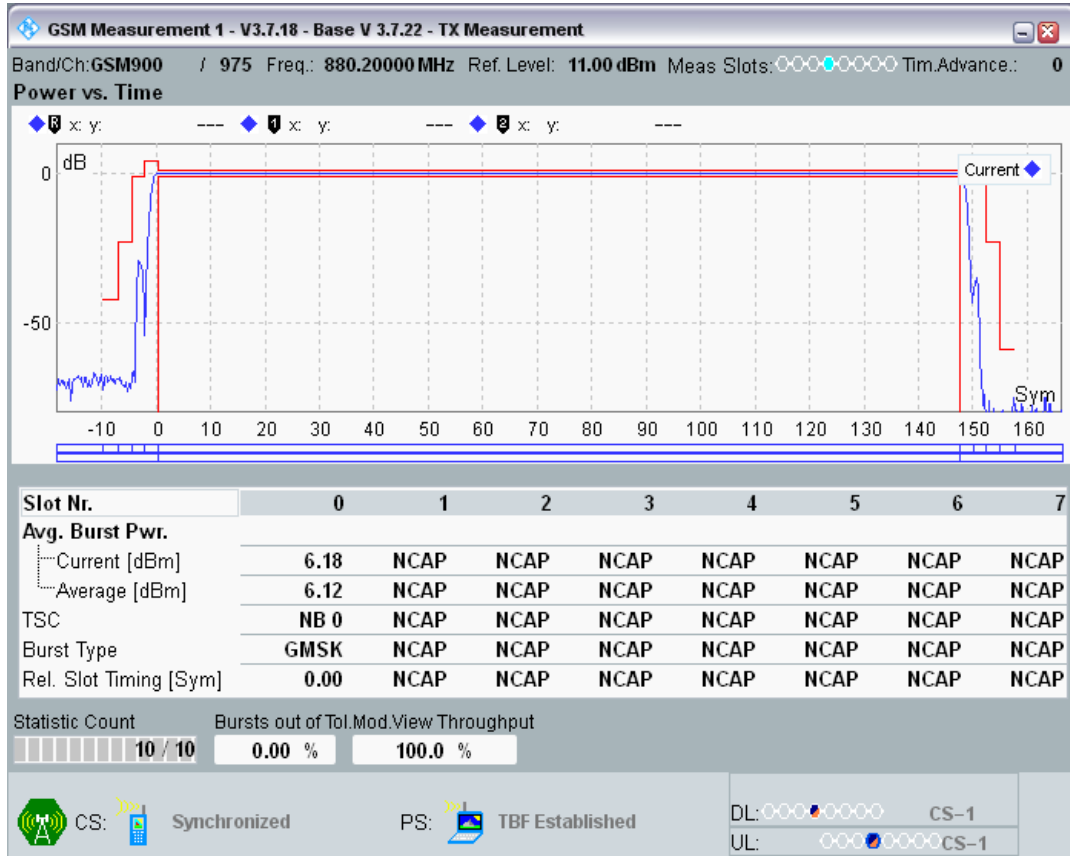 GSM Measurement 1 - V3.7.18 - Base V 3.7.22 - TX Measurement
Band/Ch:GSM900 / 975 Freq.: 880.20000 MHz Ref. Level: 11.00 dBm Meas Slots: Tim.Advance.: 0
Power vs. Time
R x: y: --- 1 x: y: --- 2 x: y: ---
dB
Current
0
-50
Sym
-10 0 10 20 30 40 50 60 70 80 90 100 110 120 130 140 150 160
Slot Nr. 0 1 2 3 4 5 6 7
Avg. Burst Pwr.
Current [dBm] 6.18 NCAP NCAP NCAP NCAP NCAP NCAP NCAP
Average [dBm] 6.12 NCAP NCAP NCAP NCAP NCAP NCAP NCAP
TSC NB 0 NCAP NCAP NCAP NCAP NCAP NCAP NCAP
Burst Type GMSK NCAP NCAP NCAP NCAP NCAP NCAP NCAP
Rel. Slot Timing [Sym] 0.00 NCAP NCAP NCAP NCAP NCAP NCAP NCAP
Statistic Count Bursts out of Tol. Mod.View Throughput
10 / 10 0.00 % 100.0 %
CS: Synchronized PS: TBF Established
DL: CS-1
UL: CS-1